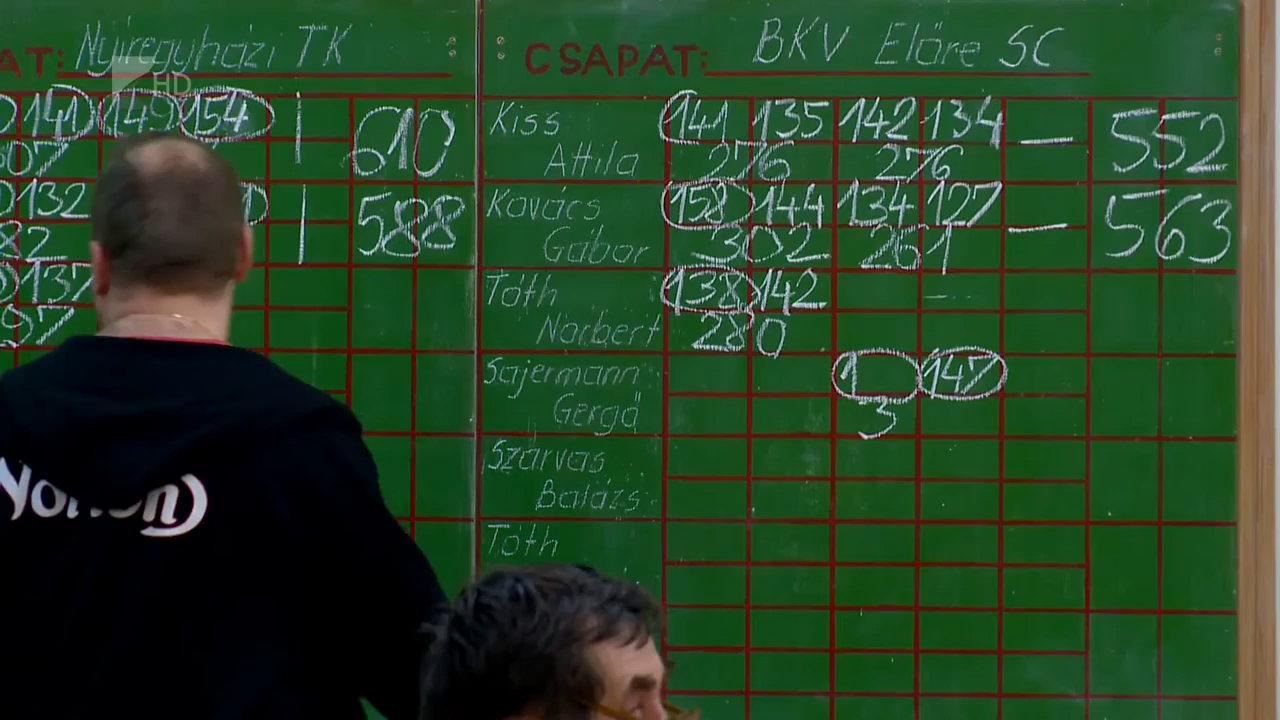 Nyíregyházi TK
HD
141 149 154 | 610
132 | 588
137
CSAPAT: BKV Előre SC
Kiss 141 135 142 134 — 552
Attila 276 276
Kovács 158 144 134 127 — 563
Gábor 302 261
Tóth 138 142 —
Norbert 280
Sajermann 1 147
Gergő 3
Szarvas
Balázs
Tóth